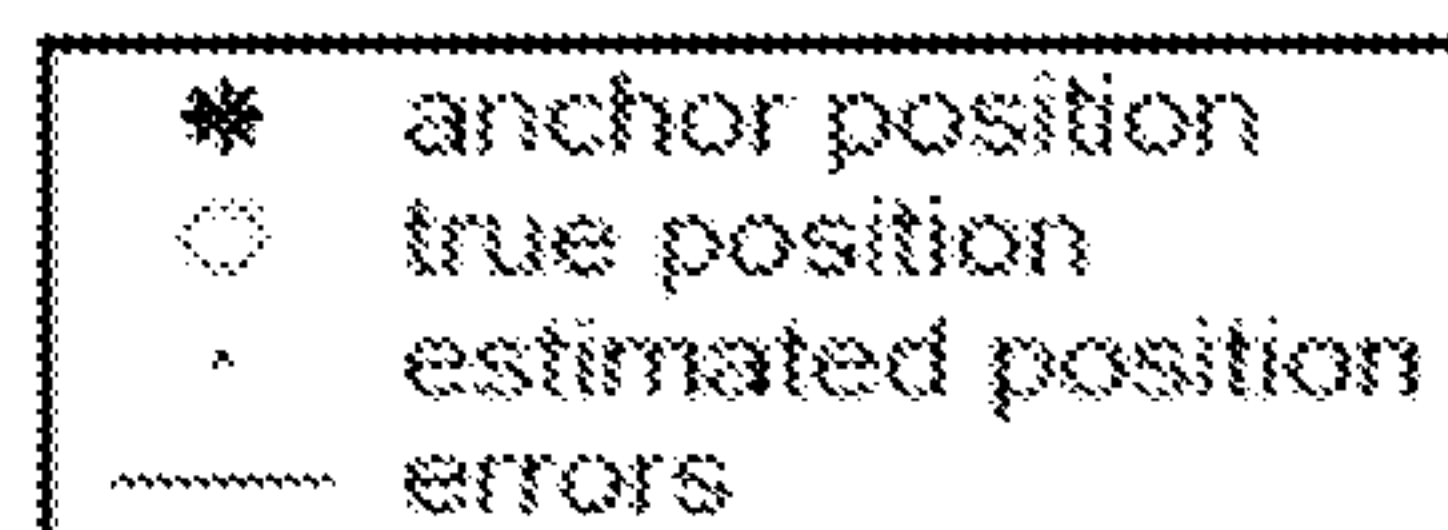 anchor position
true position
estimated position
errors